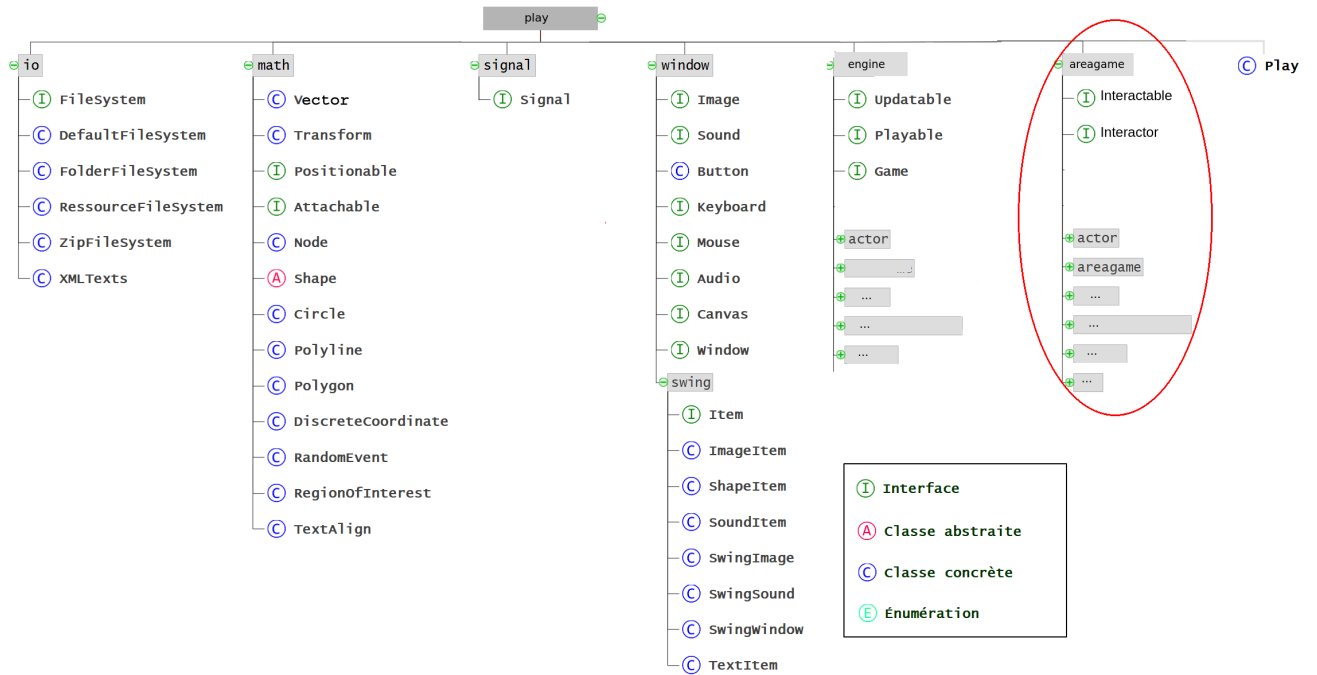 play
io
I FileSystem
C DefaultFileSystem
C FolderFileSystem
C RessourceFileSystem
C ZipFileSystem
C XMLTexts
math
C Vector
C Transform
I Positionable
I Attachable
C Node
A Shape
C Circle
C Polyline
C Polygon
C DiscreteCoordinate
C RandomEvent
C RegionOfInterest
C TextAlign
signal
I Signal
window
I Image
I Sound
C Button
I Keyboard
I Mouse
I Audio
I Canvas
I Window
swing
I Item
C ImageItem
C ShapeItem
C SoundItem
C SwingImage
C SwingSound
C SwingWindow
C TextItem
engine
I Updatable
I Playable
I Game
actor
...
...
...
areagame
I Interactable
I Interactor
actor
areagame
...
...
...
...
C Play
I Interface
A Classe abstraite
C Classe concrète
E Énumération